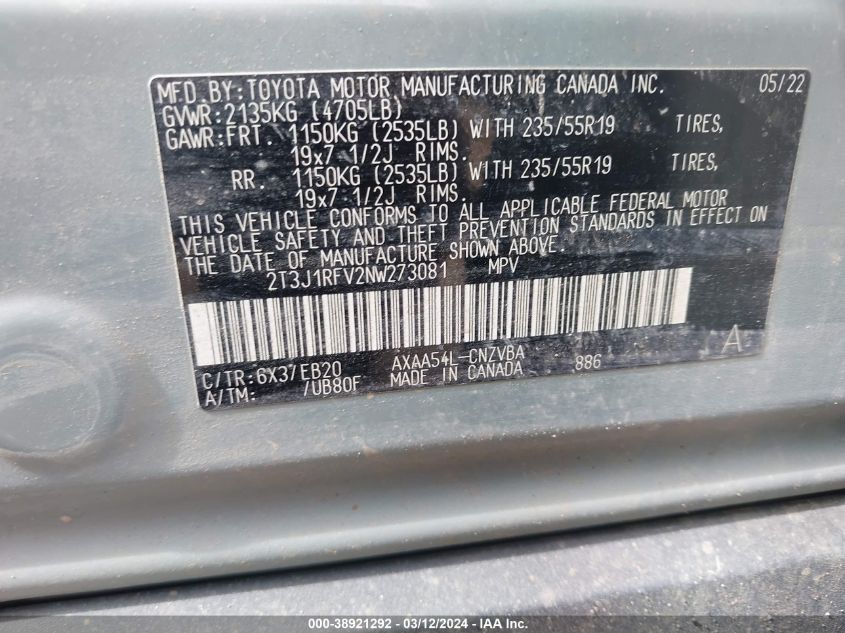 MFD.BY:TOYOTA MOTOR MANUFACTURING CANADA INC. 05/22
GVWR:2135KG (4705LB)
GAWR:FRT. 1150KG (2535LB) WITH 235/55R19 TIRES,
19x7 1/2J RIMS.
RR. 1150KG (2535LB) WITH 235/55R19 TIRES,
19x7 1/2J RIMS.
THIS VEHICLE CONFORMS TO ALL APPLICABLE FEDERAL MOTOR
VEHICLE SAFETY AND THEFT PREVENTION STANDARDS IN EFFECT ON
THE DATE OF MANUFACTURE SHOWN ABOVE.
2T3J1RFV2NW273081 MPV
C/TR:6X37EB20 AXAA54L-CNZVBA 886 A
A/TM: /UB80F MADE IN CANADA
000-38921292 - 03/12/2024 - IAA Inc.